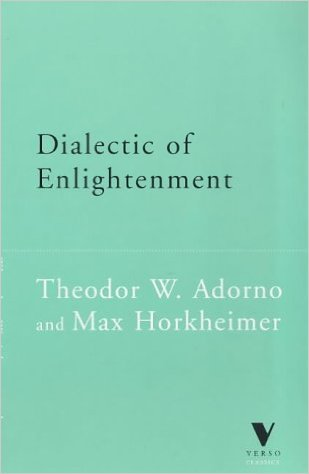 Dialectic of
Enlightenment
Theodor W. Adorno
and Max Horkheimer
V
VERSO
CLASSICS